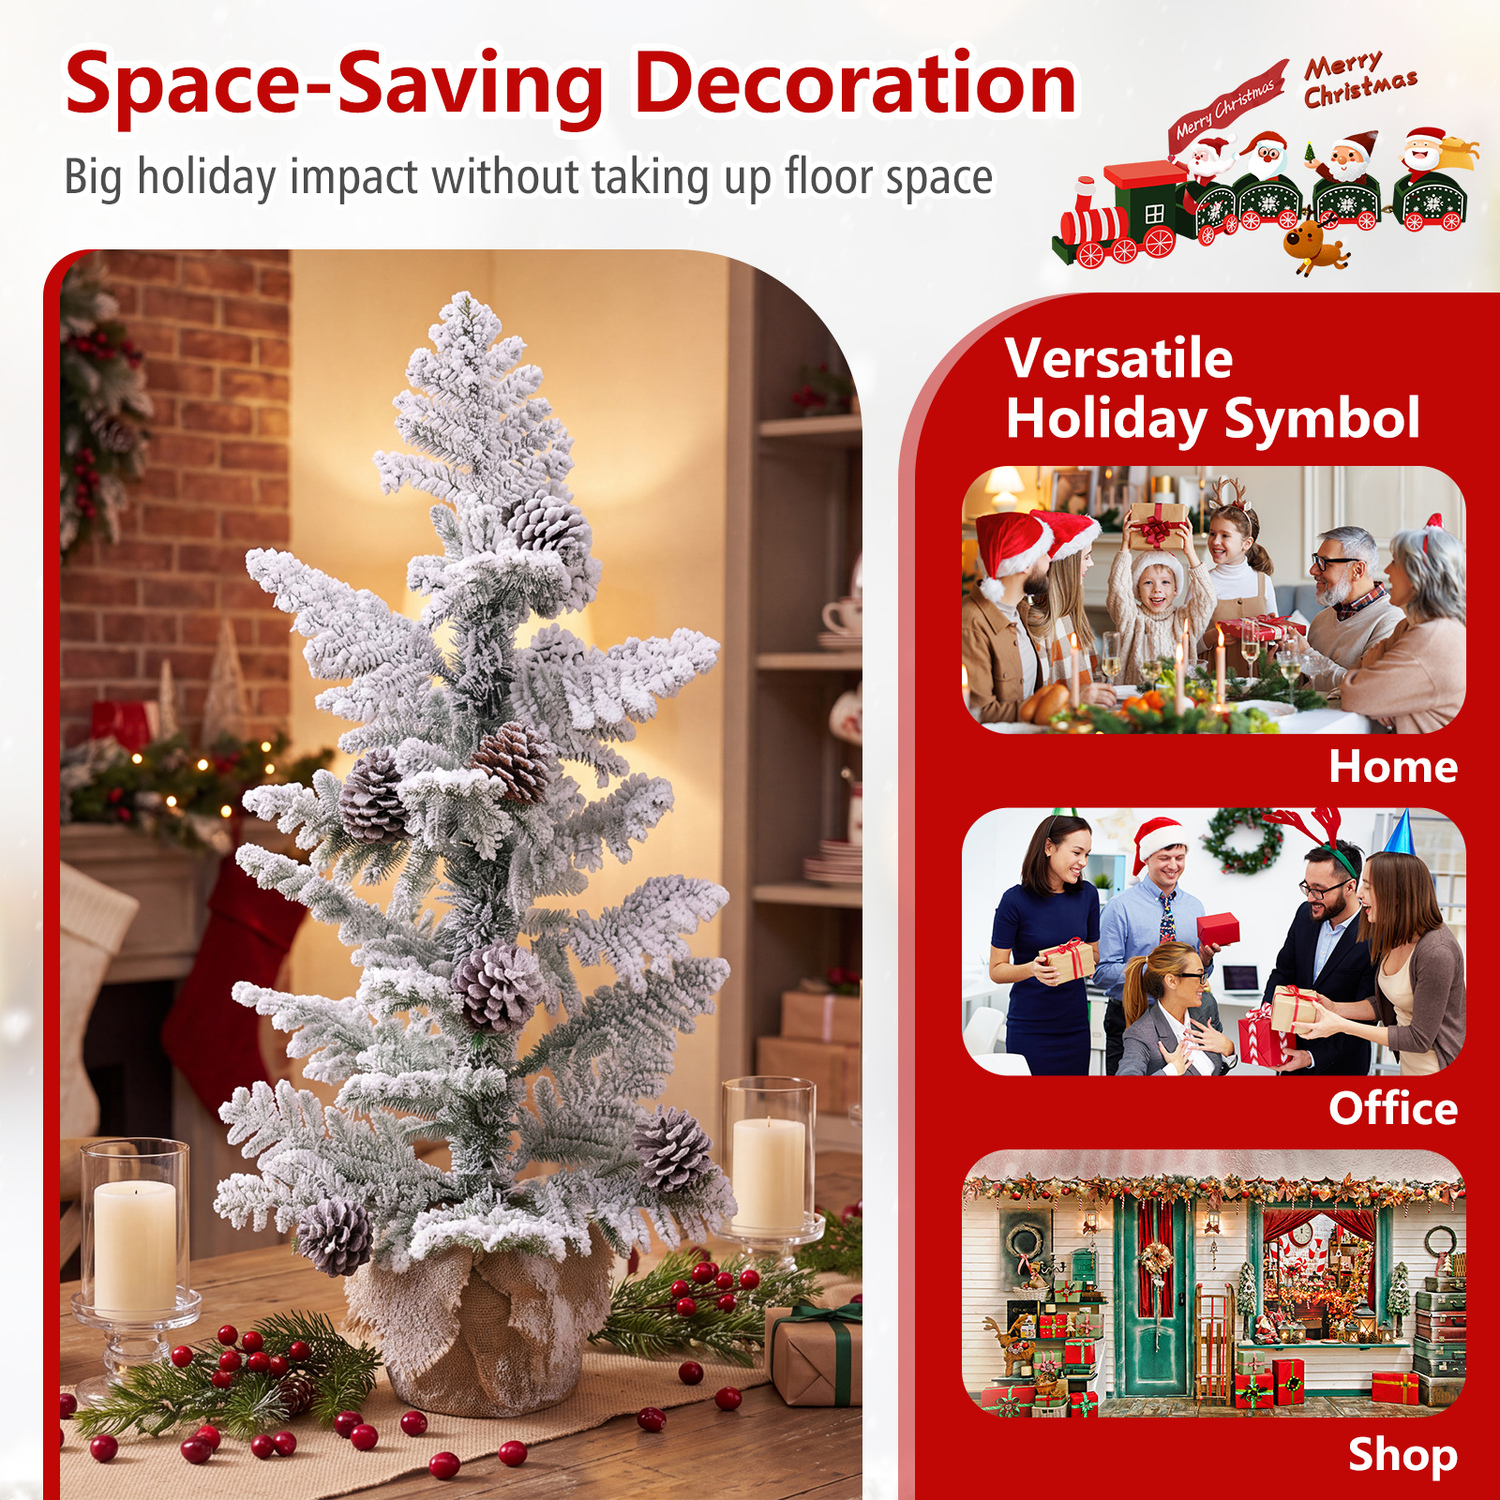 Space-Saving Decoration
Big holiday impact without taking up floor space
Merry Christmas
Merry
Christmas
Versatile
Holiday Symbol
Home
Office
Shop